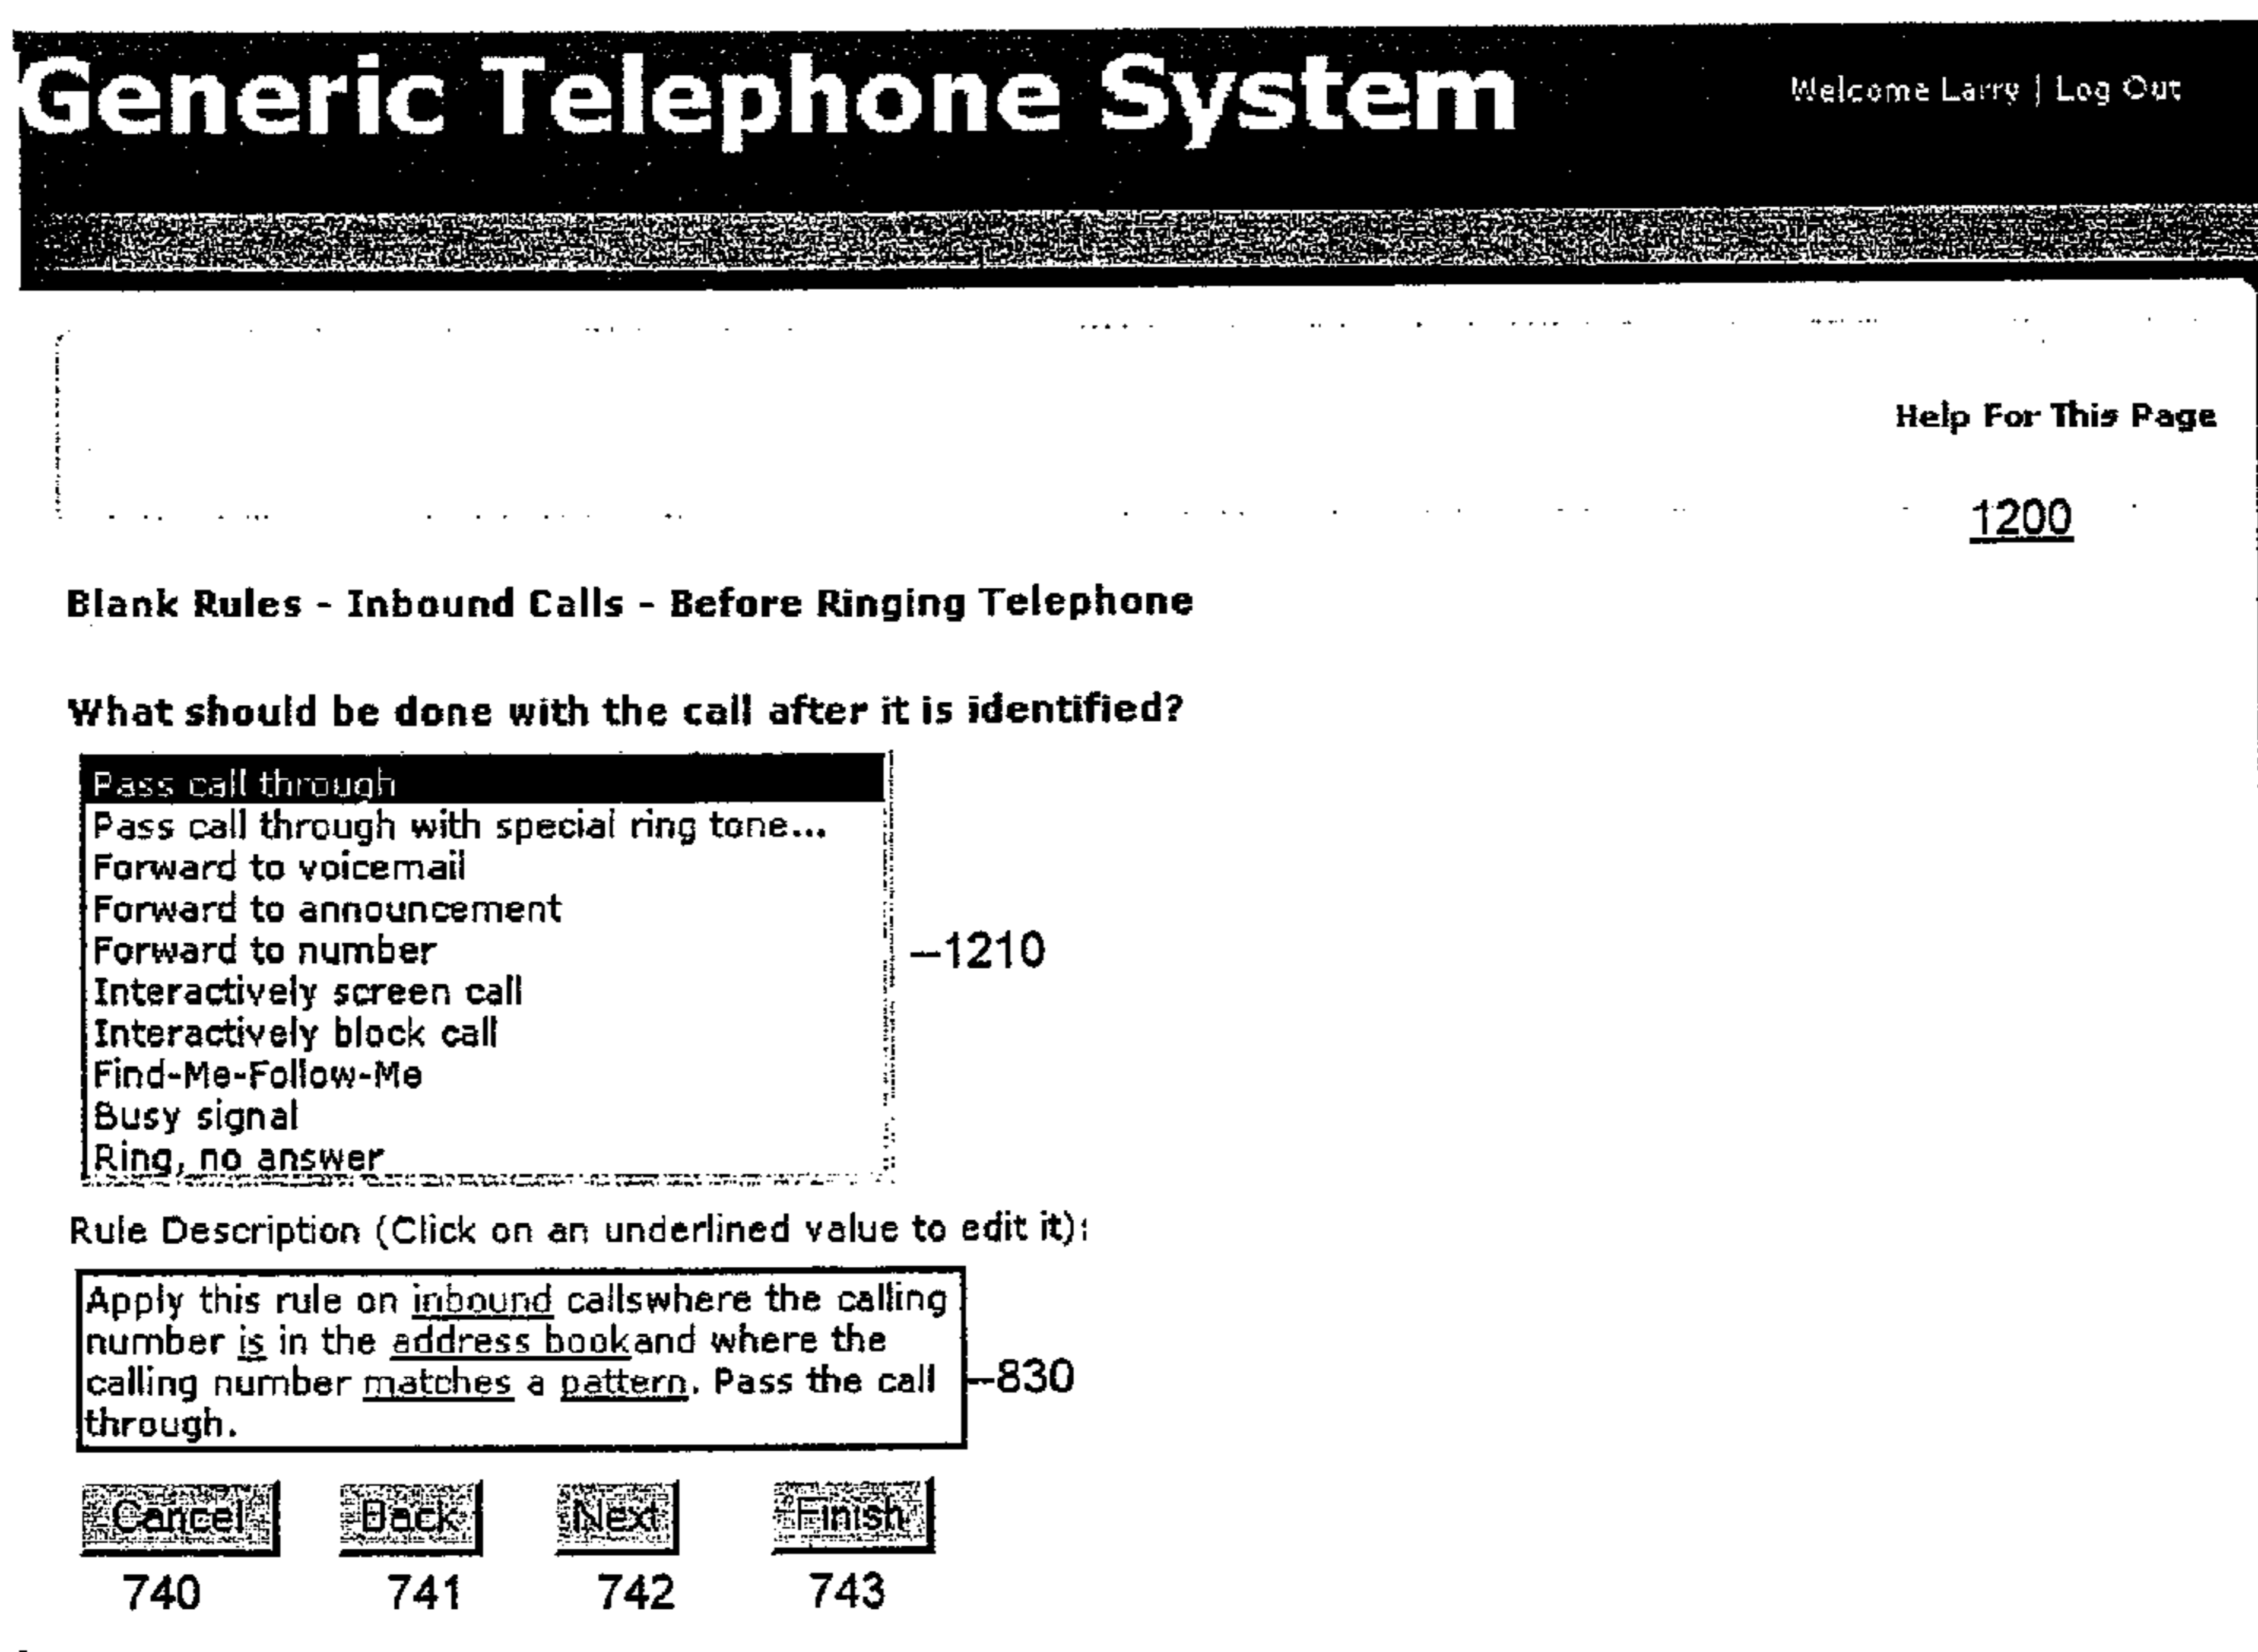 Generic Telephone System
Welcome Larry | Log Out
Help For This Page
1200
Blank Rules - Inbound Calls - Before Ringing Telephone
What should be done with the call after it is identified?
Pass call through
Pass call through with special ring tone...
Forward to voicemail
Forward to announcement
Forward to number
Interactively screen call
Interactively block call
Find-Me-Follow-Me
Busy signal
Ring, no answer
1210
Rule Description (Click on an underlined value to edit it):
Apply this rule on inbound callswhere the calling
number is in the address bookand where the
calling number matches a pattern. Pass the call
through.
830
Cancel Back Next Finish
740 741 742 743